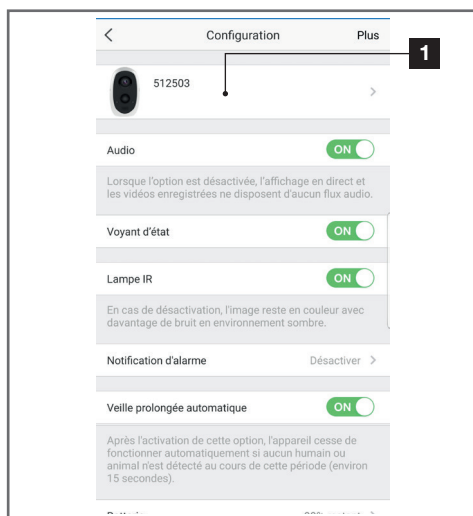 Configuration
Plus
1
512503
Audio
ON
Lorsque l'option est désactivée, l'affichage en direct et
les vidéos enregistrées ne disposent d'aucun flux audio.
Voyant d'état
ON
Lampe IR
ON
En cas de désactivation, l'image reste en couleur avec
davantage de bruit en environnement sombre.
Notification d'alarme
Désactiver
Veille prolongée automatique
ON
Après l'activation de cette option, l'appareil cesse de
fonctionner automatiquement si aucun humain ou
animal n'est détecté au cours de cette période (environ
15 secondes).